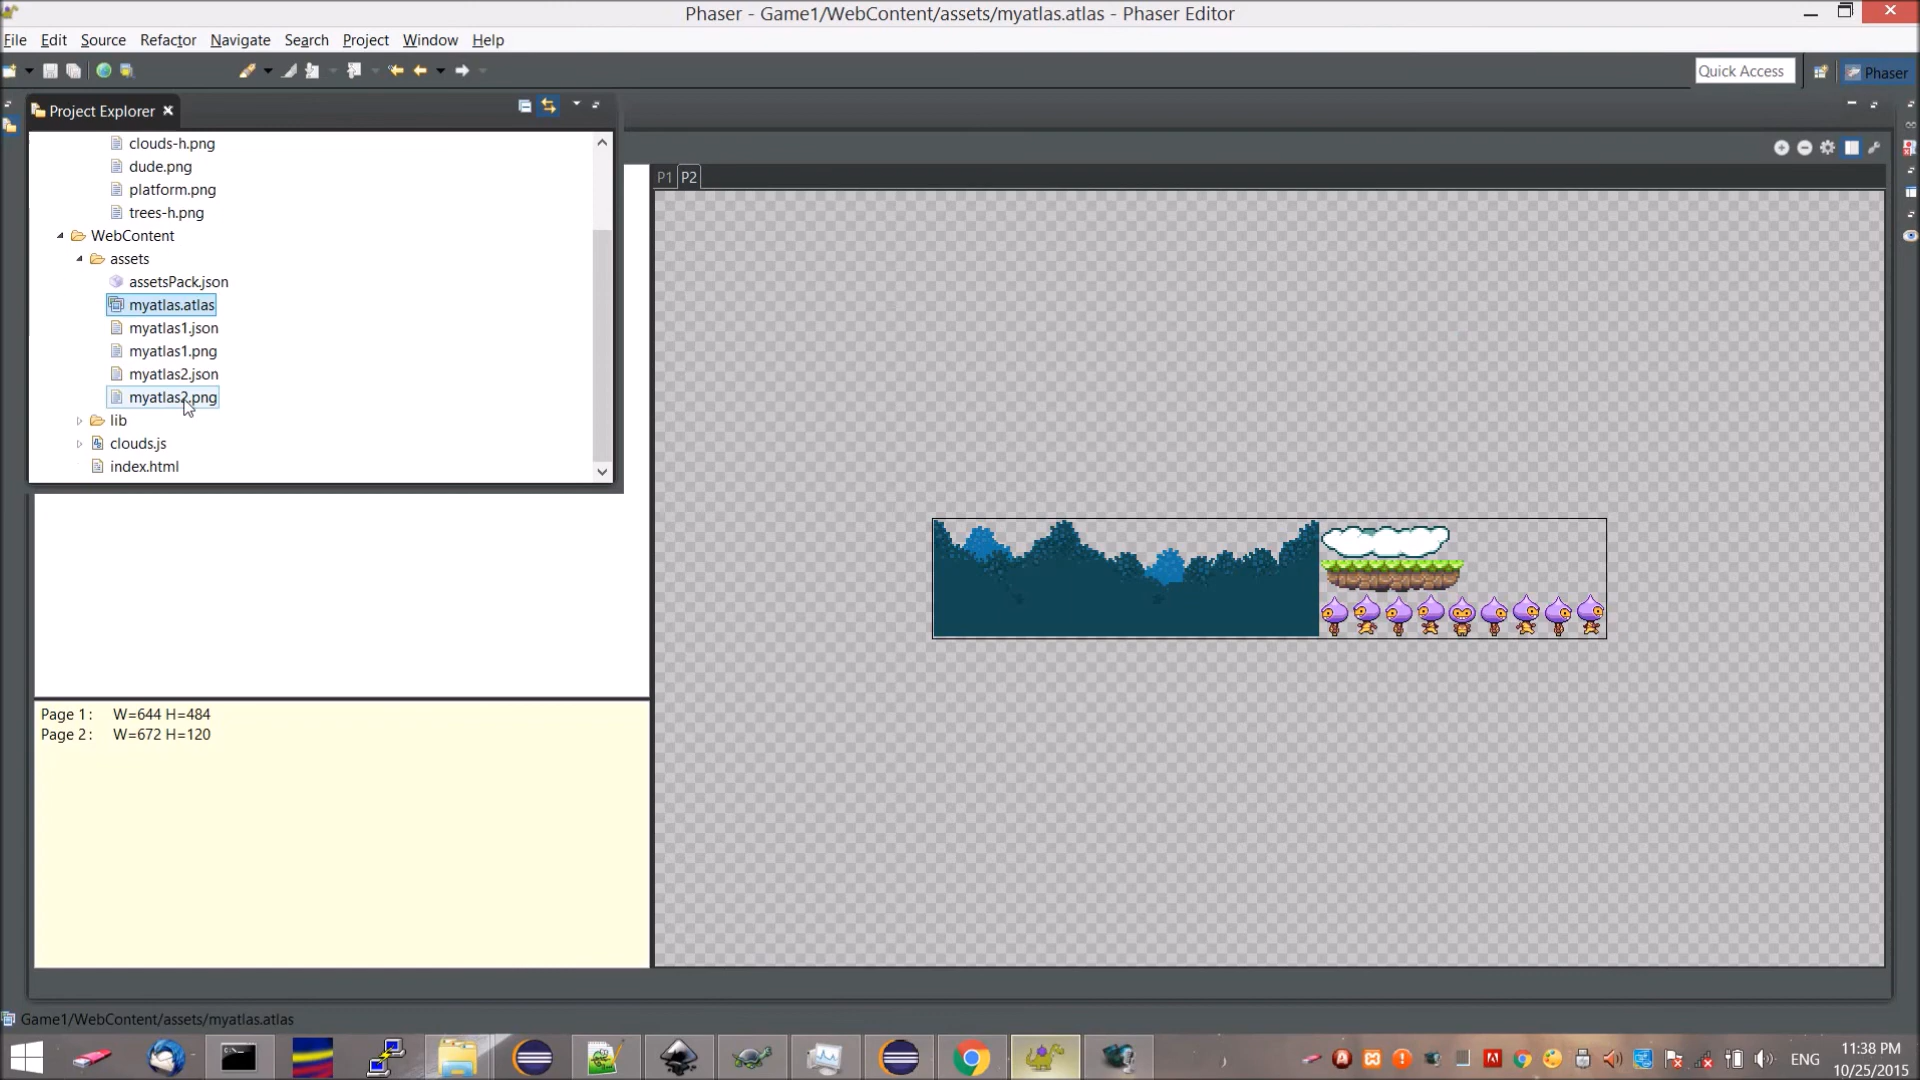 Phaser - Game1/WebContent/assets/myatlas.atlas - Phaser Editor
File Edit Source Refactor Navigate Search Project Window Help
Quick Access
Phaser
Project Explorer
clouds-h.png
dude.png
platform.png
trees-h.png
WebContent
assets
assetsPack.json
myatlas.atlas
myatlas1.json
myatlas1.png
myatlas2.json
myatlas2.png
lib
clouds.js
index.html
P1 P2
Page 1: W=644 H=484
Page 2: W=672 H=120
Game1/WebContent/assets/myatlas.atlas
ENG
11:38 PM
10/25/2015